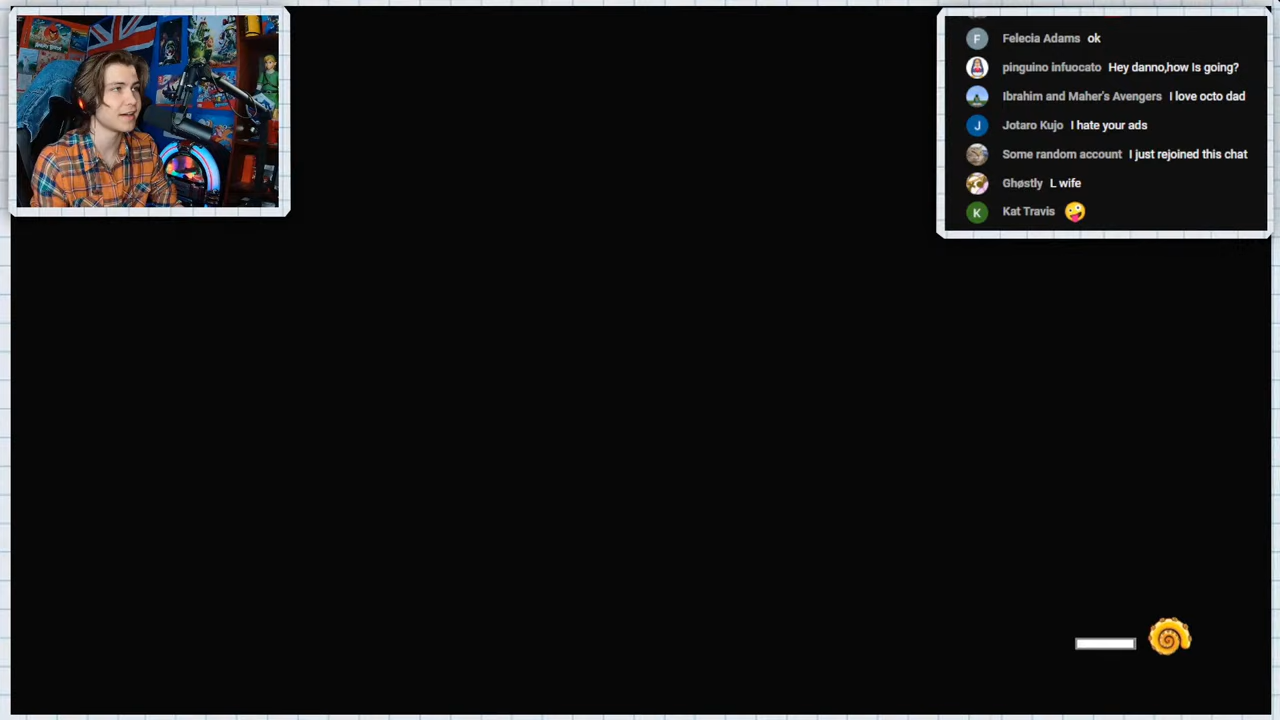 Felecia Adams ok
pinguino infuocato Hey danno,how Is going?
Ibrahim and Maher's Avengers I love octo dad
Jotaro Kujo I hate your ads
Some random account I just rejoined this chat
Ghøstly L wife
Kat Travis 🤪